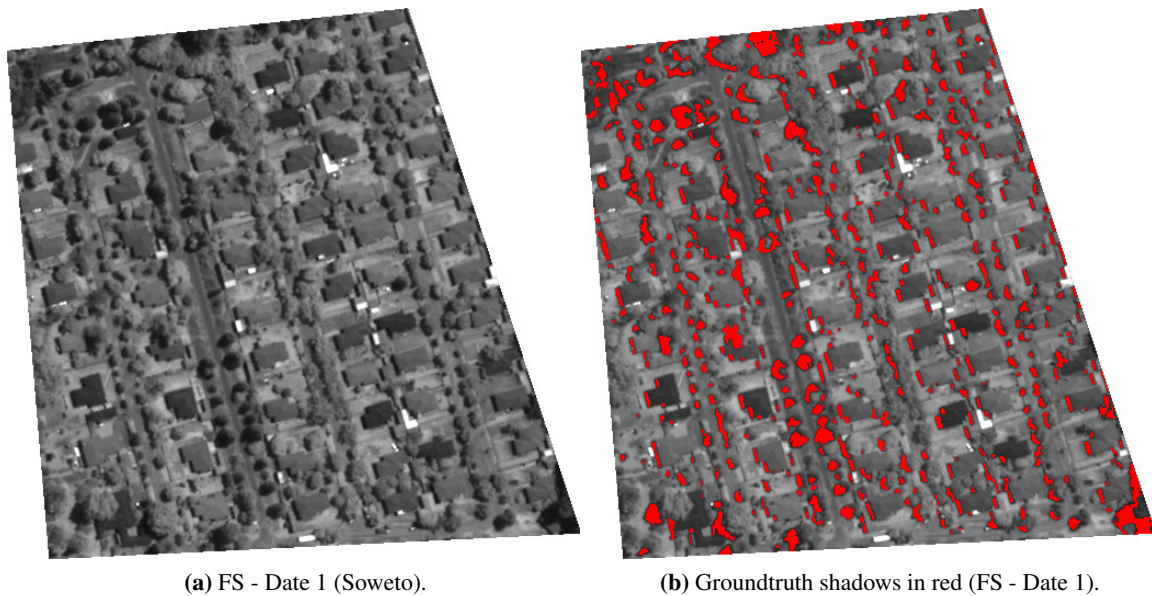 (a) FS - Date 1 (Soweto).
(b) Groundtruth shadows in red (FS - Date 1).